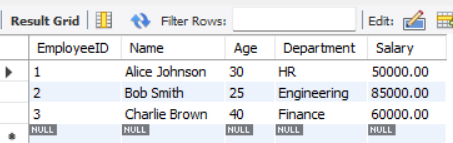 Result Grid Filter Rows: Edit:
EmployeeID Name Age Department Salary
1 Alice Johnson 30 HR 50000.00
2 Bob Smith 25 Engineering 85000.00
3 Charlie Brown 40 Finance 60000.00
NULL NULL NULL NULL NULL